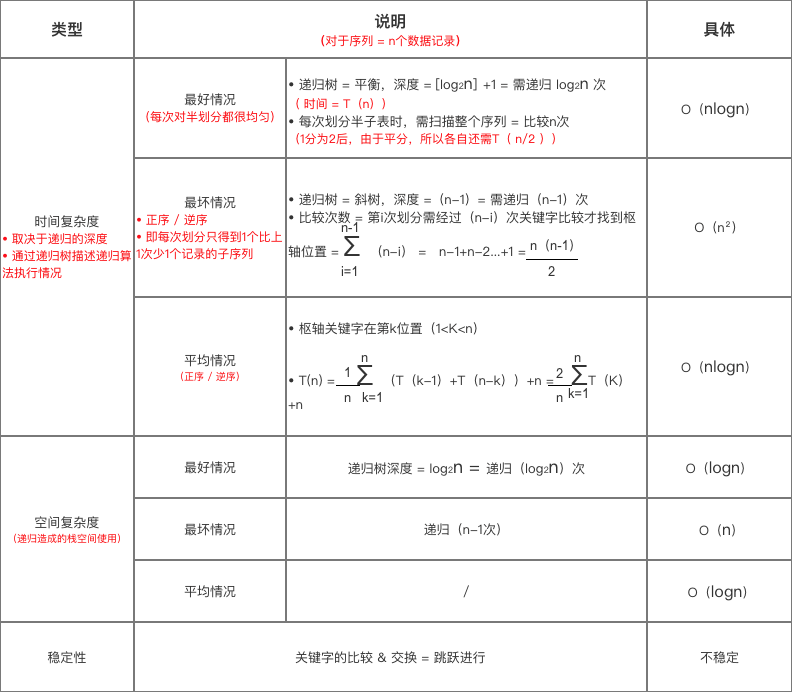 类型
说明
(对于序列 = n个数据记录)
具体
时间复杂度
• 取决于递归的深度
• 通过递归树描述递归算
法执行情况
最好情况
(每次对半划分都很均匀)
• 递归树 = 平衡，深度 = [log2n] +1 = 需递归 log2n 次
( 时间 = T（n）)
• 每次划分半子表时，需扫描整个序列 = 比较n次
(1分为2后，由于平分，所以各自还需T（ n/2 ）)
O（nlogn）
最坏情况
• 正序 / 逆序
• 即每次划分只得到1个比上
1次少1个记录的子序列
• 递归树 = 斜树，深度 =（n-1）= 需递归（n-1）次
• 比较次数 = 第i次划分需经过（n-i）次关键字比较才找到枢
n-1
轴位置 = ∑ （n-i） = n-1+n-2...+1 = n（n-1）
i=1 2
O（n²）
平均情况
(正序 / 逆序)
• 枢轴关键字在第k位置（1<K<n）
n n
• T(n) = 1 ∑ （T（k-1）+T（n-k））+n = 2 ∑ T（K）
n k=1 n k=1
+n
O（nlogn）
空间复杂度
(递归造成的栈空间使用)
最好情况
递归树深度 = log2n = 递归（log2n）次
O（logn）
最坏情况
递归（n-1次）
O（n）
平均情况
/
O（logn）
稳定性
关键字的比较 & 交换 = 跳跃进行
不稳定